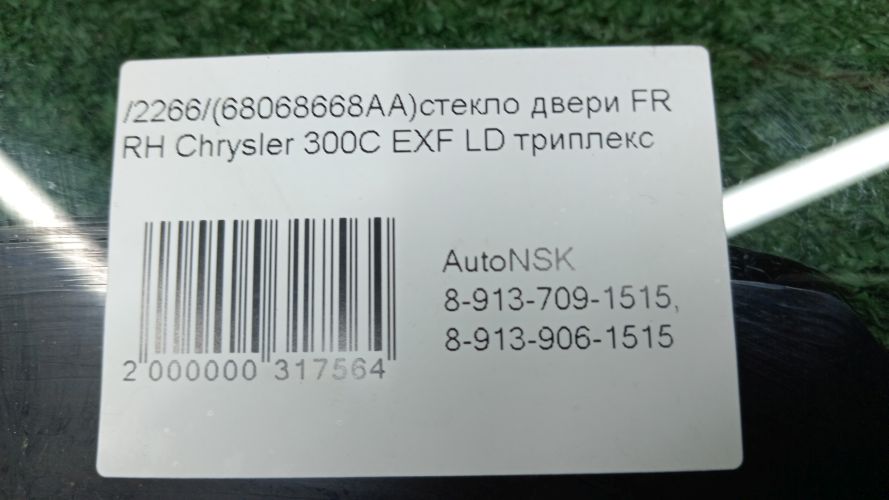 /2266/(68068668AA)стекло двери FR
RH Chrysler 300C EXF LD триплекс
AutoNSK
8-913-709-1515,
8-913-906-1515
2 000000 317564